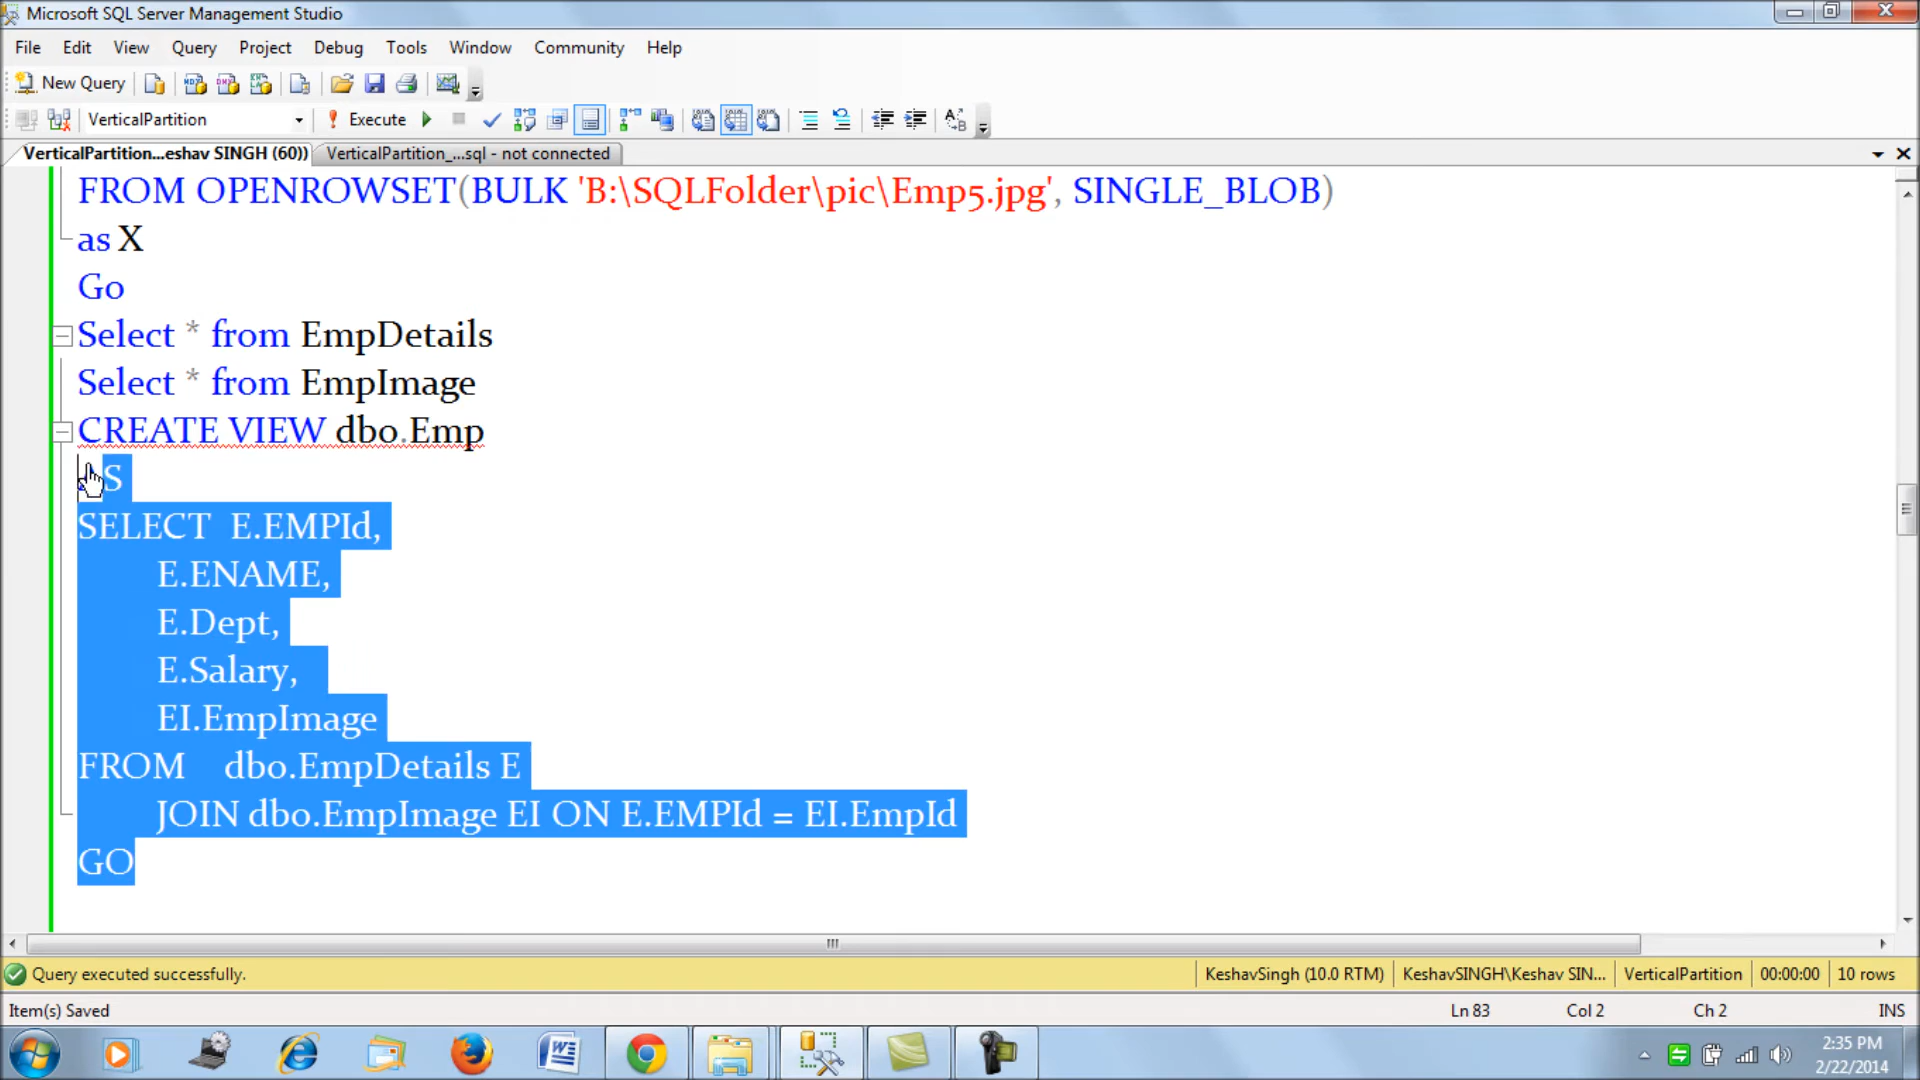 Microsoft SQL Server Management Studio
File Edit View Query Project Debug Tools Window Community Help
New Query
VerticalPartition Execute
VerticalPartition...eshav SINGH (60)) VerticalPartition_...sql - not connected
FROM OPENROWSET(BULK 'B:\SQLFolder\pic\Emp5.jpg', SINGLE_BLOB)
as X
Go
Select * from EmpDetails
Select * from EmpImage
CREATE VIEW dbo.Emp
AS
SELECT E.EMPId,
E.ENAME,
E.Dept,
E.Salary,
EI.EmpImage
FROM dbo.EmpDetails E
JOIN dbo.EmpImage EI ON E.EMPId = EI.EmpId
GO
Query executed successfully. KeshavSingh (10.0 RTM) KeshavSINGH\Keshav SIN... VerticalPartition 00:00:00 10 rows
Item(s) Saved Ln 83 Col 2 Ch 2 INS
2:35 PM
2/22/2014